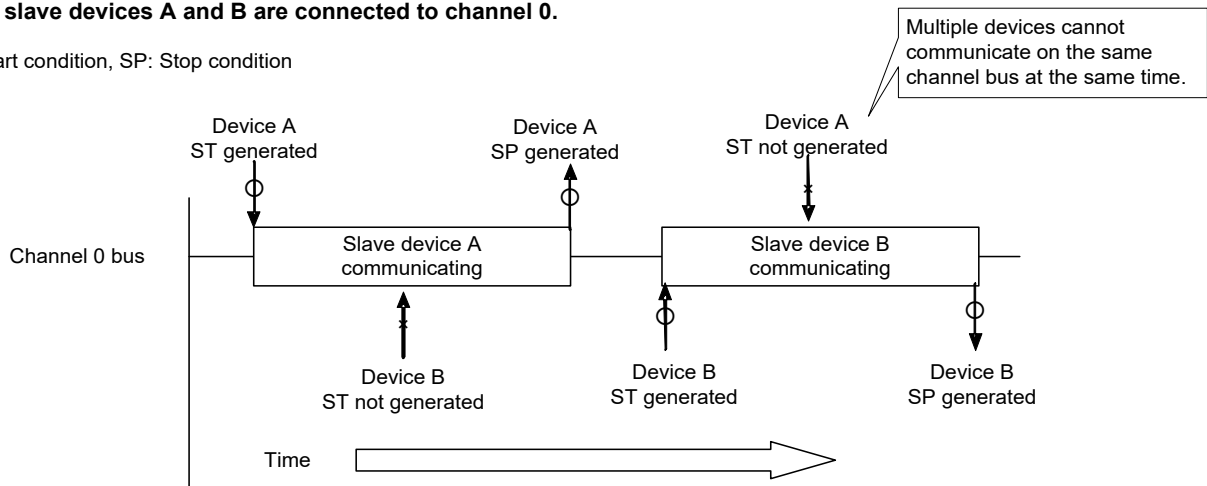 slave devices A and B are connected to channel 0.
art condition, SP: Stop condition
Multiple devices cannot
communicate on the same
channel bus at the same time.
Device A
ST generated
Device A
SP generated
Device A
ST not generated
Channel 0 bus
Slave device A
communicating
Slave device B
communicating
Device B
ST not generated
Device B
ST generated
Device B
SP generated
Time